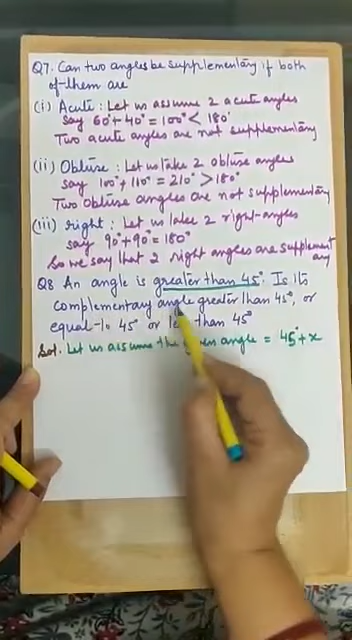 Q7. Can two angles be supplementary if both
of them are
(i) Acute : Let us assume 2 acute angles
say 60° + 40° = 100° < 180°
Two acute angles are not supplementary
(ii) Obtuse : Let us take 2 obtuse angles
say 100° + 110° = 210° > 180°
Two obtuse angles are not supplementary
(iii) right : Let us take 2 right-angles
say 90° + 90° = 180°
So we say that 2 right angles are supplementary
Q8 An angle is greater than 45°. Is its
complementary angle greater than 45°, or
equal to 45° or less than 45°
Sol. Let us assume the given angle = 45° + x